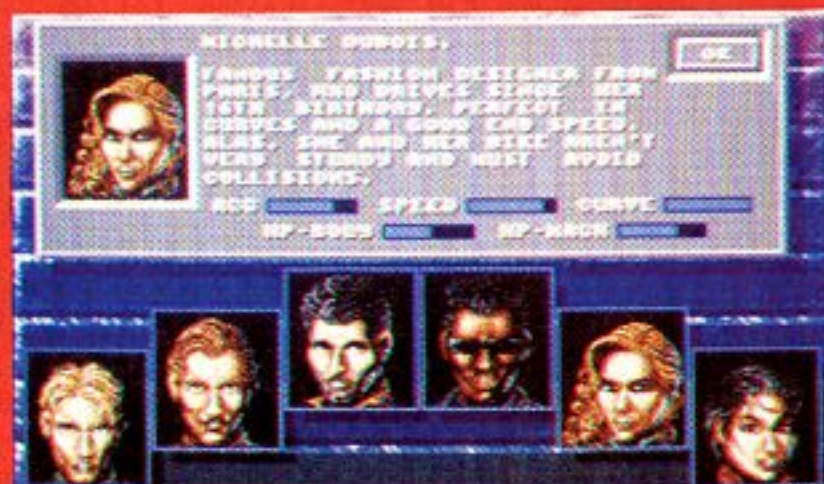 MICHELLE DUBOIS.
OK
FAMOUS FASHION DESIGNER FROM
PARIS, AND DRIVES SINCE HER
16TH BIRTHDAY. PERFECT IN
CURVES AND A GOOD END SPEED.
ALAS, SHE AND HER BIKE AREN'T
VERY STEADY AND MUST AVOID
COLLISIONS.
ACC SPEED CURVE
HP-BODY HP-MACH